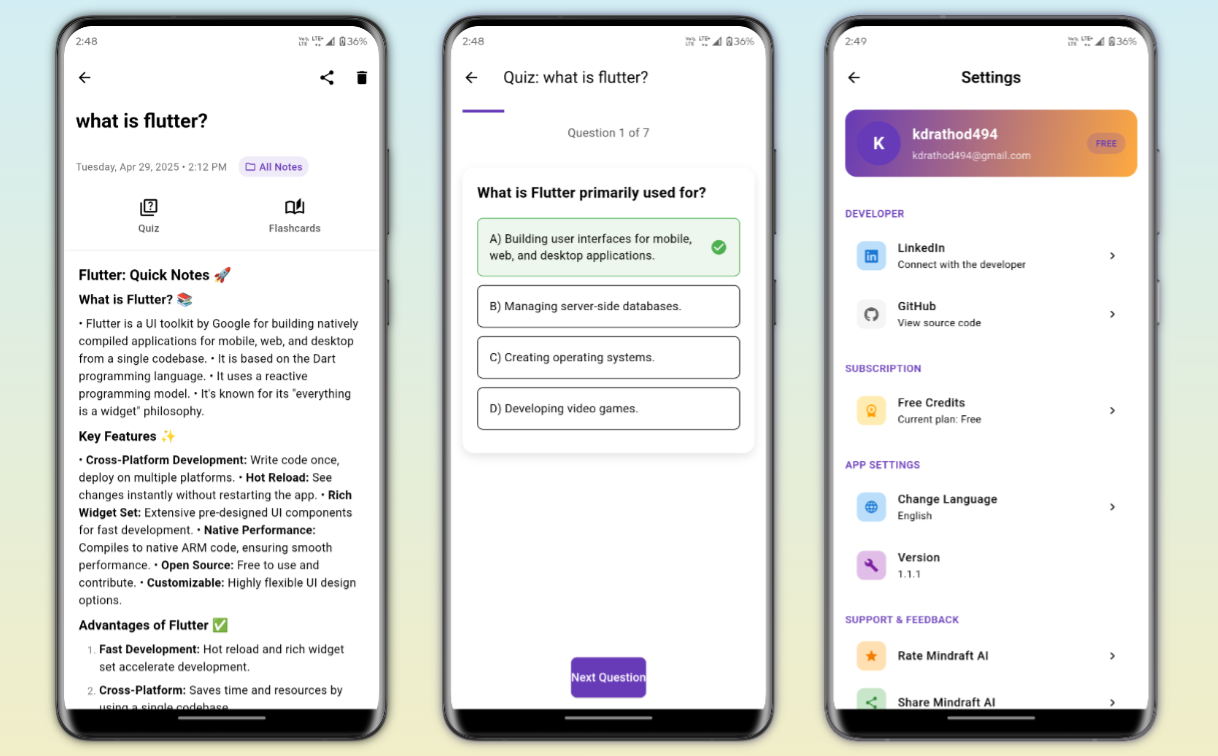 2:48
LTE+
36%
what is flutter?
Tuesday, Apr 29, 2025 • 2:12 PM
All Notes
Quiz
Flashcards
Flutter: Quick Notes 🚀
What is Flutter? 📚
• Flutter is a UI toolkit by Google for building natively
compiled applications for mobile, web, and desktop
from a single codebase. • It is based on the Dart
programming language. • It uses a reactive
programming model. • It's known for its "everything
is a widget" philosophy.
Key Features ✨
• Cross-Platform Development: Write code once,
deploy on multiple platforms. • Hot Reload: See
changes instantly without restarting the app. • Rich
Widget Set: Extensive pre-designed UI components
for fast development. • Native Performance:
Compiles to native ARM code, ensuring smooth
performance. • Open Source: Free to use and
contribute. • Customizable: Highly flexible UI design
options.
Advantages of Flutter ✅
1. Fast Development: Hot reload and rich widget
set accelerate development.
2. Cross-Platform: Saves time and resources by
using a single codebase
2:48
LTE+
36%
Quiz: what is flutter?
Question 1 of 7
What is Flutter primarily used for?
A) Building user interfaces for mobile,
web, and desktop applications.
B) Managing server-side databases.
C) Creating operating systems.
D) Developing video games.
Next Question
2:49
LTE+
36%
Settings
K
kdrathod494
kdrathod494@gmail.com
FREE
DEVELOPER
in
LinkedIn
Connect with the developer
GitHub
View source code
SUBSCRIPTION
Free Credits
Current plan: Free
APP SETTINGS
Change Language
English
Version
1.1.1
SUPPORT & FEEDBACK
Rate Mindraft AI
Share Mindraft AI